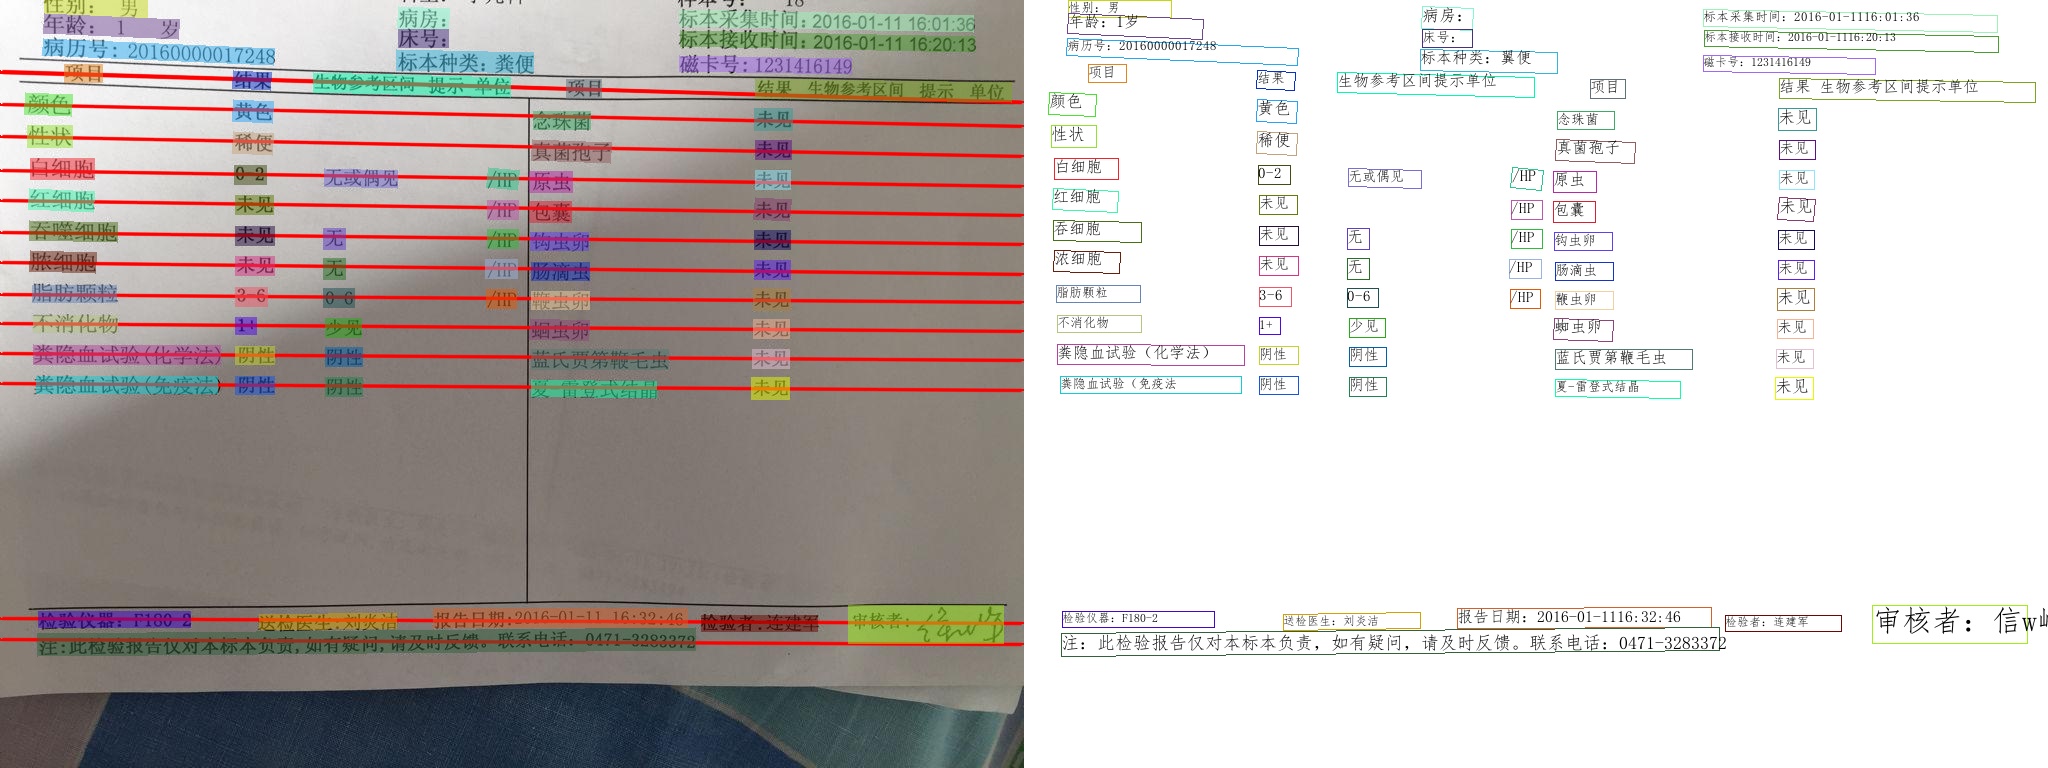 性别： 男
18
年龄： 1 岁 病房： 标本采集时间：2016-01-11 16:01:36
床号： 标本接收时间：2016-01-11 16:20:13
病历号：20160000017248 标本种类：粪便 磁卡号：1231416149
项目 结果 生物参考区间 提示 单位 项目 结果 生物参考区间 提示 单位
颜色 黄色 念珠菌 未见
性状 稀便 真菌孢子 未见
白细胞 0-2 无或偶见 /HP 原虫 未见
红细胞 未见 /HP 包囊 未见
吞噬细胞 未见 无 /HP 钩虫卵 未见
脓细胞 未见 无 /HP 肠滴虫 未见
脂肪颗粒 3-6 0-6 /HP 鞭虫卵 未见
不消化物 1+ 少见 蛔虫卵 未见
粪隐血试验(化学法) 阴性 阴性 蓝氏贾第鞭毛虫 未见
粪隐血试验(免疫法) 阴性 阴性 夏-雷登式结晶 未见
检验仪器：F180-2 送检医生:刘炎洁 报告日期:2016-01-11 16:32:46 检验者:连建军 审核者：
注:此检验报告仅对本标本负责,如有疑问,请及时反馈。联系电话：0471-3283372
性别：男
年龄：1岁 病房： 标本采集时间：2016-01-1116:01:36
床号： 标本接收时间：2016-01-1116:20:13
病历号：20160000017248 标本种类：翼便 磁卡号：1231416149
项目 结果 生物参考区间提示单位 项目 结果 生物参考区间提示单位
颜色 黄色 念珠菌 未见
性状 稀便 真菌孢子 未见
白细胞 0-2 无或偶见 /HP 原虫 未见
红细胞 未见 /HP 包囊 未见
吞细胞 未见 无 /HP 钩虫卵 未见
浓细胞 未见 无 /HP 肠滴虫 未见
脂肪颗粒 3-6 0-6 /HP 鞭虫卵 未见
不消化物 1+ 少见 蜘虫卵 未见
粪隐血试验（化学法） 阴性 阴性 蓝氏贾第鞭毛虫 未见
粪隐血试验（免疫法 阴性 阴性 夏-雷登式结晶 未见
检验仪器：F180-2 送检医生：刘炎洁 报告日期：2016-01-1116:32:46 检验者：连建军 审核者：信w
注：此检验报告仅对本标本负责，如有疑问，请及时反馈。联系电话：0471-3283372